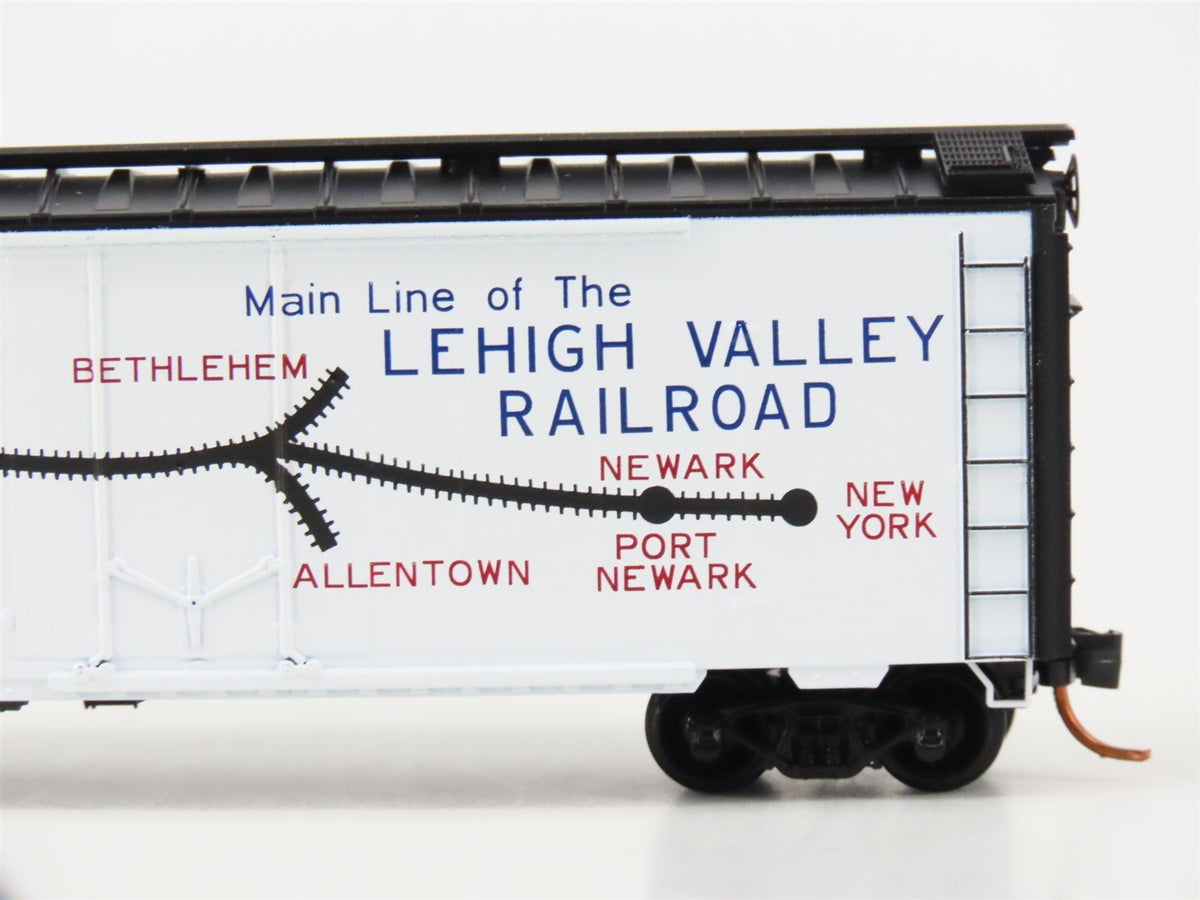 Main Line of The
LEHIGH VALLEY
RAILROAD
BETHLEHEM
NEWARK
NEW
YORK
PORT
NEWARK
ALLENTOWN